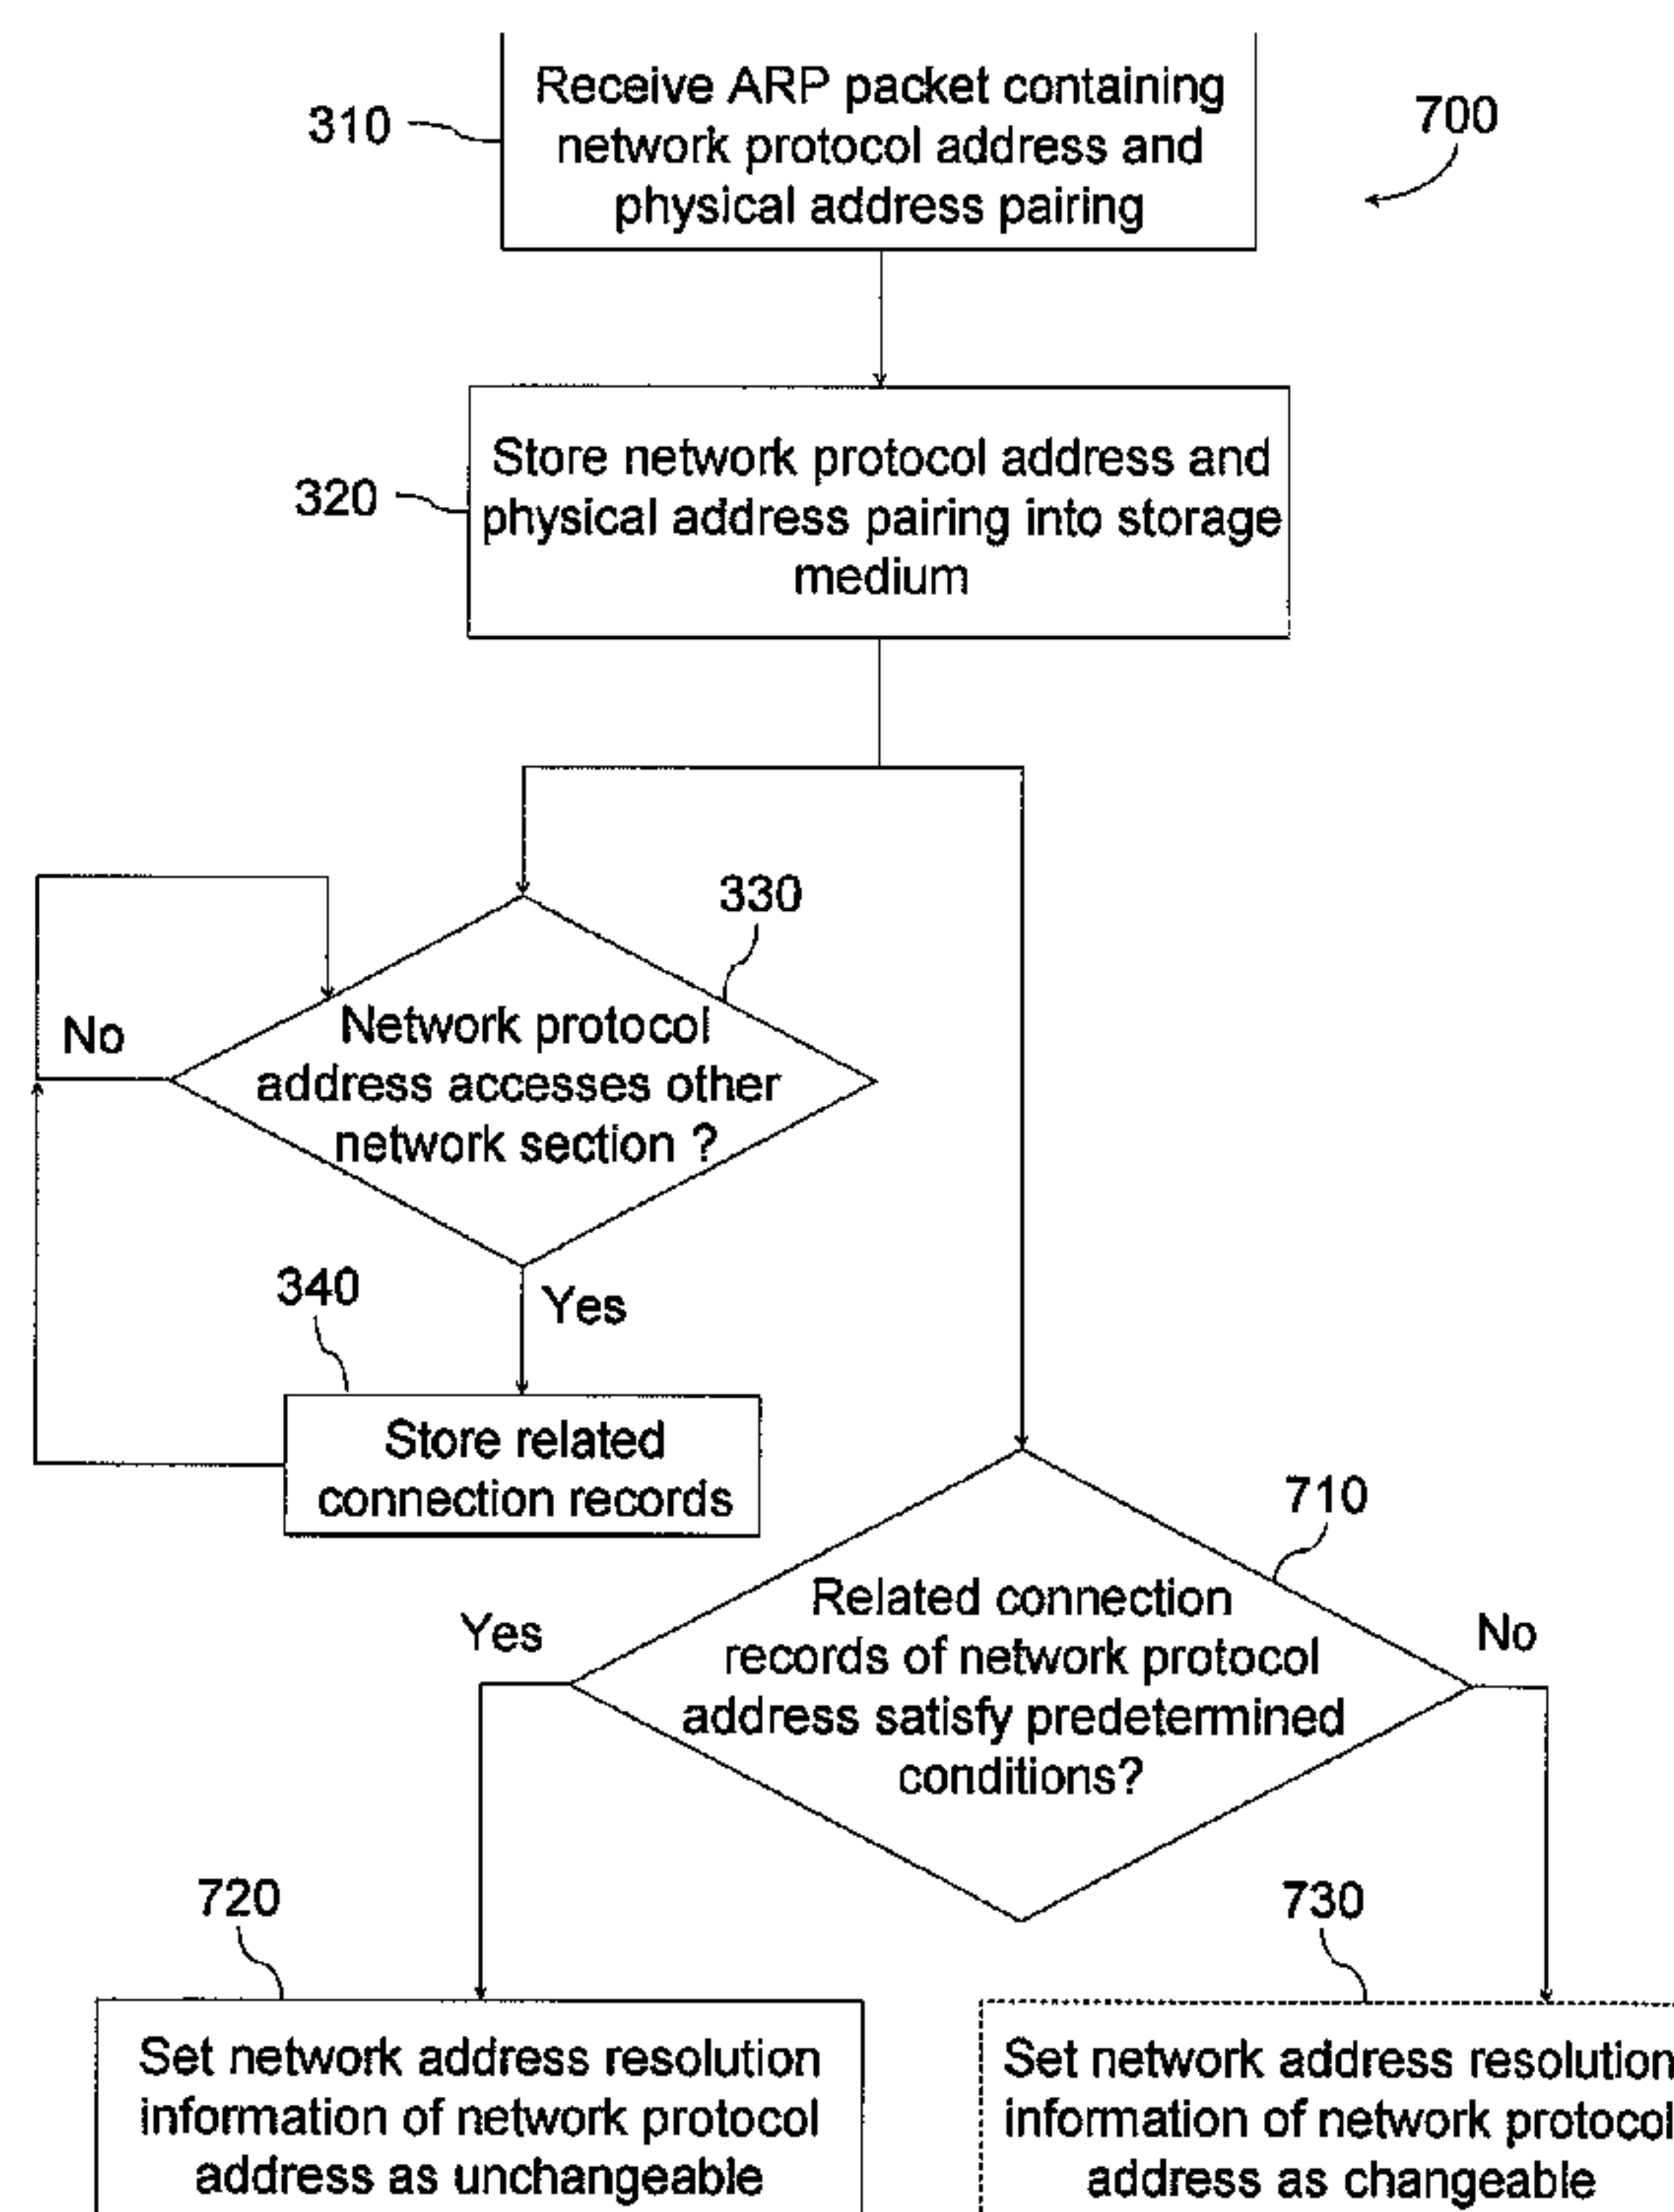 310
Receive ARP packet containing
network protocol address and
physical address pairing
700
320
Store network protocol address and
physical address pairing into storage
medium
330
No
Network protocol
address accesses other
network section ?
340
Yes
Store related
connection records
710
Yes
Related connection
records of network protocol
address satisfy predetermined
conditions?
No
720
730
Set network address resolution
information of network protocol
address as unchangeable
Set network address resolution
information of network protocol
address as changeable